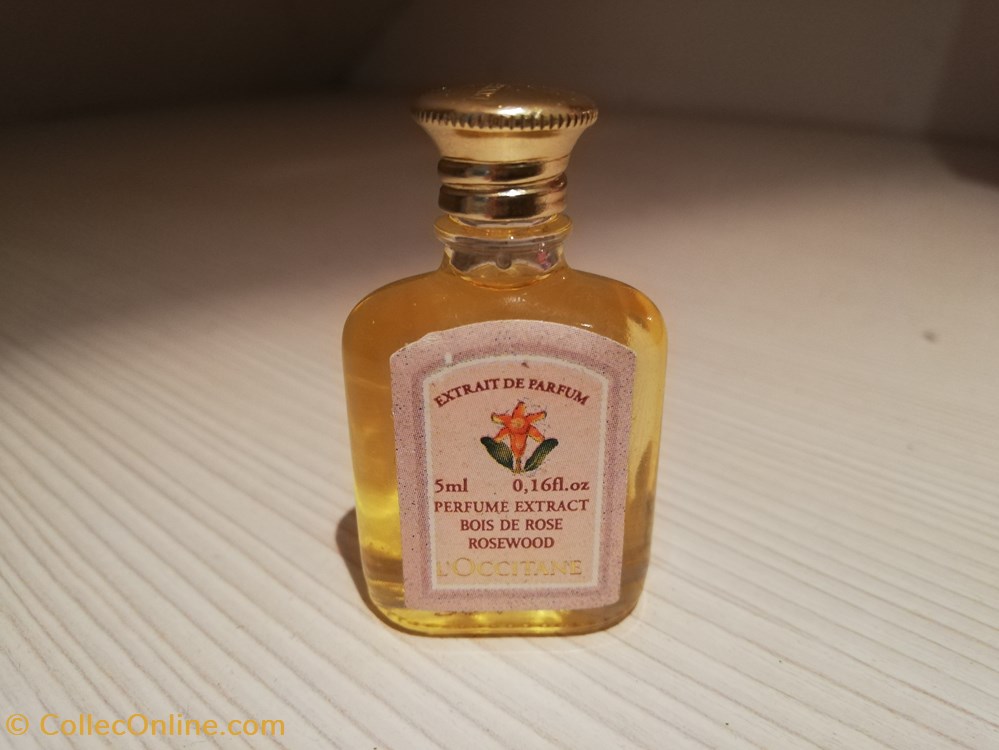 EXTRAIT DE PARFUM
5ml 0,16fl.oz
PERFUME EXTRACT
BOIS DE ROSE
ROSEWOOD
L'OCCITANE
© CollecOnline.com